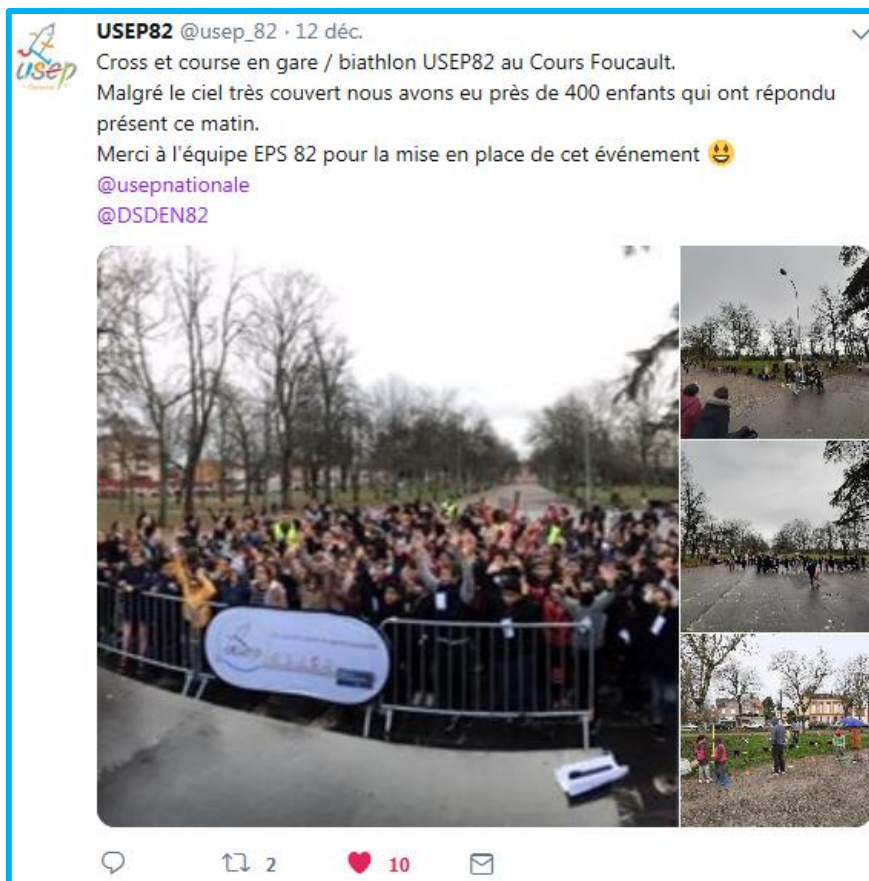 USEP82 @usep_82 · 12 déc.
Cross et course en gare / biathlon USEP82 au Cours Foucault.
Malgré le ciel très couvert nous avons eu près de 400 enfants qui ont répondu
présent ce matin.
Merci à l'équipe EPS 82 pour la mise en place de cet événement 😃
@usepnationale
@DSDEN82
usep
usep
2
10